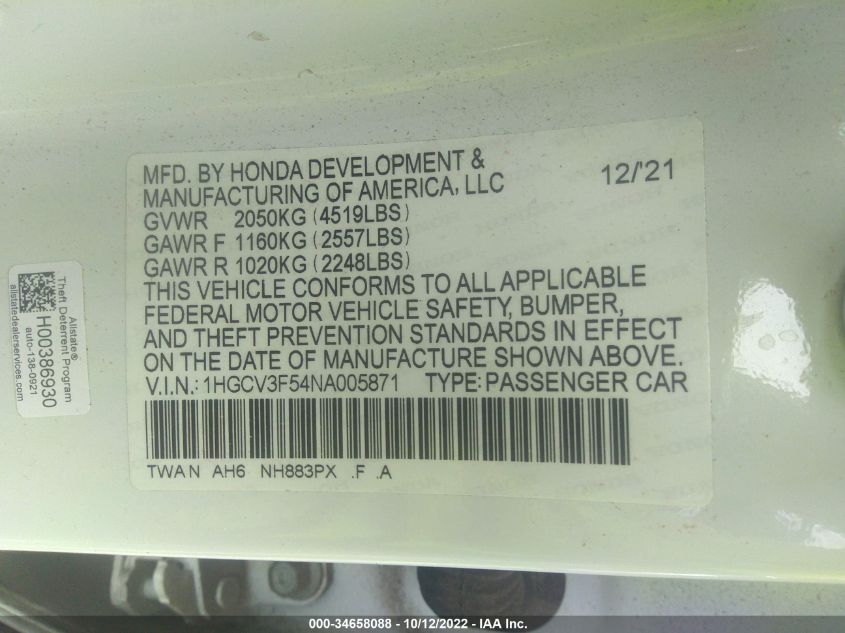 MFD. BY HONDA DEVELOPMENT &
MANUFACTURING OF AMERICA, LLC 12/'21
GVWR 2050KG (4519LBS)
GAWR F 1160KG (2557LBS)
GAWR R 1020KG (2248LBS)
THIS VEHICLE CONFORMS TO ALL APPLICABLE
FEDERAL MOTOR VEHICLE SAFETY, BUMPER,
AND THEFT PREVENTION STANDARDS IN EFFECT
ON THE DATE OF MANUFACTURE SHOWN ABOVE.
V.I.N.: 1HGCV3F54NA005871 TYPE: PASSENGER CAR
TWAN AH6 NH883PX .F .A
Allstate®
Theft Deterrent Program
allstatedealerservices.com
H00386930
auto-138-0921
000-34658088 - 10/12/2022 - IAA Inc.